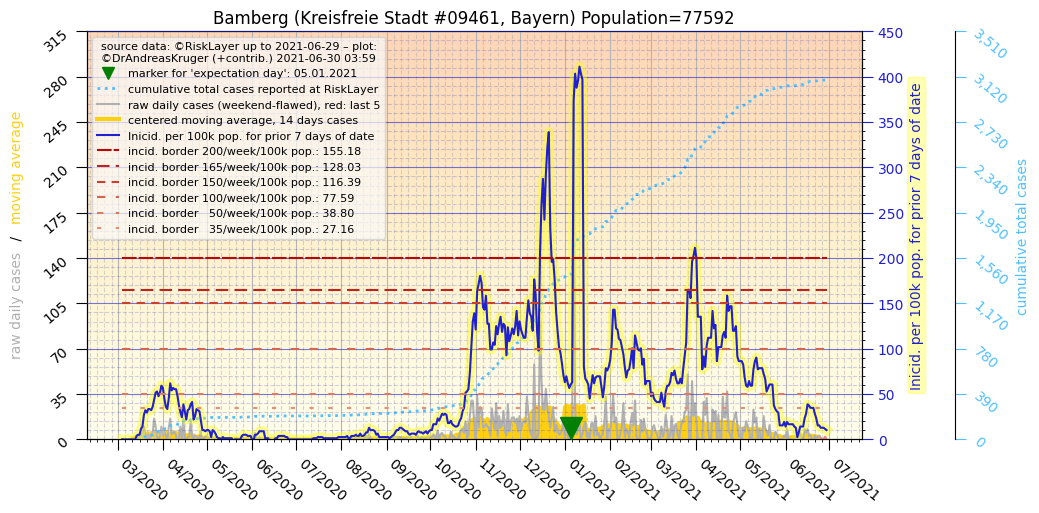 Bamberg (Kreisfreie Stadt #09461, Bayern) Population=77592
source data: ©RiskLayer up to 2021-06-29 – plot:
©DrAndreasKruger (+contrib.) 2021-06-30 03:59
marker for 'expectation day': 05.01.2021
cumulative total cases reported at RiskLayer
raw daily cases (weekend-flawed), red: last 5
centered moving average, 14 days cases
Inicid. per 100k pop. for prior 7 days of date
incid. border 200/week/100k pop.: 155.18
incid. border 165/week/100k pop.: 128.03
incid. border 150/week/100k pop.: 116.39
incid. border 100/week/100k pop.: 77.59
incid. border   50/week/100k pop.: 38.80
incid. border   35/week/100k pop.: 27.16
raw daily cases  /  moving average
315
280
245
210
175
140
105
70
35
0
03/2020
04/2020
05/2020
06/2020
07/2020
08/2020
09/2020
10/2020
11/2020
12/2020
01/2021
02/2021
03/2021
04/2021
05/2021
06/2021
07/2021
450
400
350
300
250
200
150
100
50
0
Inicid. per 100k pop. for prior 7 days of date
3,510
3,120
2,730
2,340
1,950
1,560
1,170
780
390
0
cumulative total cases